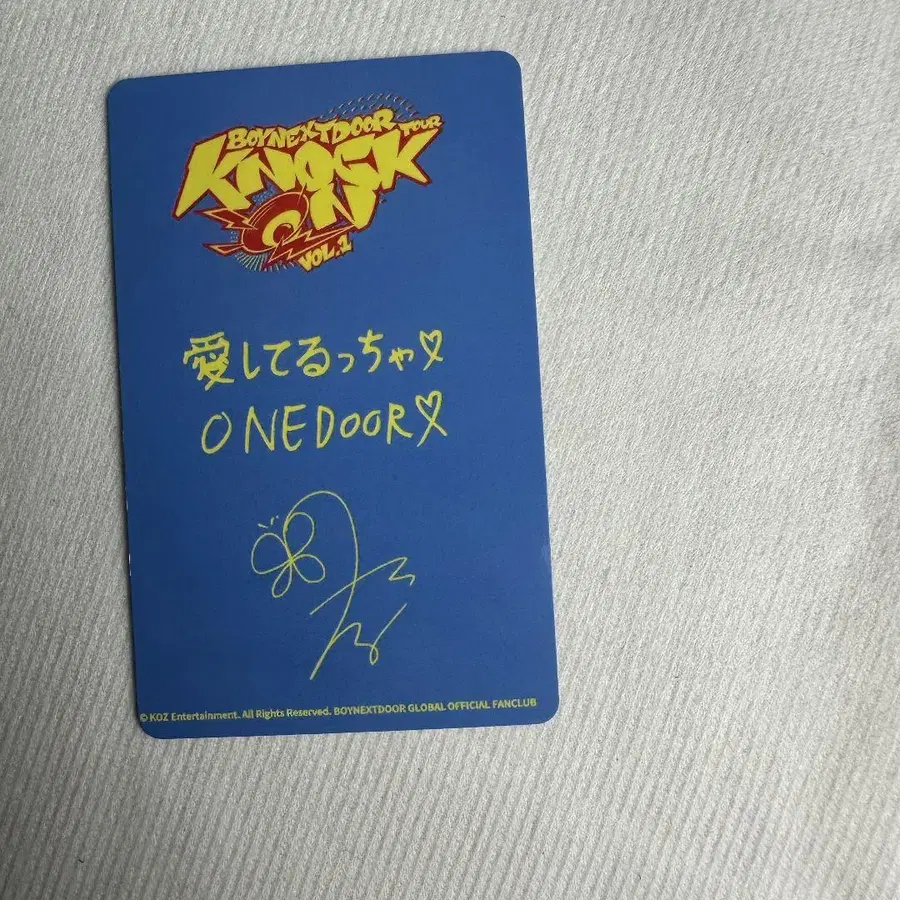 BOYNEXTDOOR TOUR
KNOCK
ON
VOL.1
愛してるっちゃ♡
ONEDOOR♡
© KOZ Entertainment. All Rights Reserved. BOYNEXTDOOR GLOBAL OFFICIAL FANCLUB